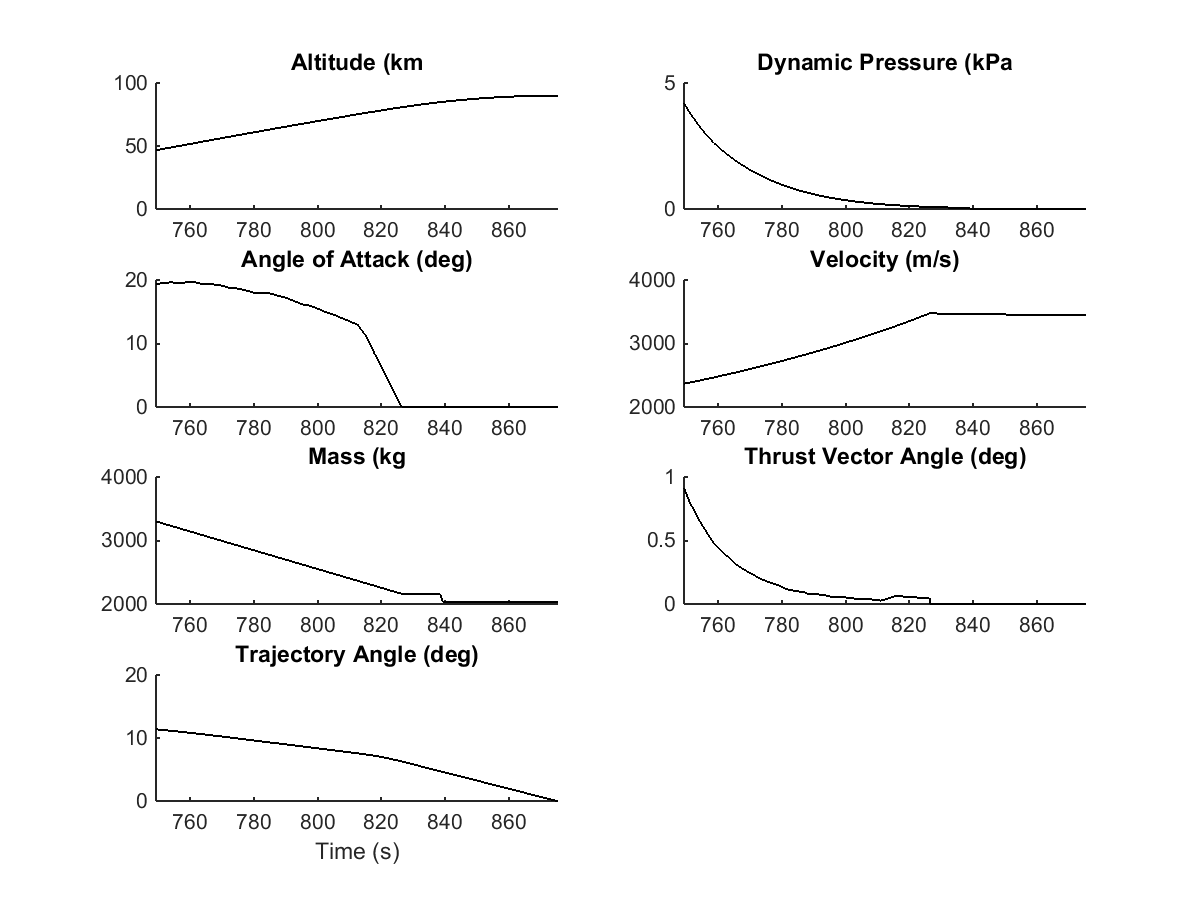 Altitude (km
100
50
0
760 780 800 820 840 860
Dynamic Pressure (kPa
5
0
760 780 800 820 840 860
Angle of Attack (deg)
20
10
0
760 780 800 820 840 860
Velocity (m/s)
4000
3000
2000
760 780 800 820 840 860
Mass (kg
4000
3000
2000
760 780 800 820 840 860
Thrust Vector Angle (deg)
1
0.5
0
760 780 800 820 840 860
Trajectory Angle (deg)
20
10
0
760 780 800 820 840 860
Time (s)